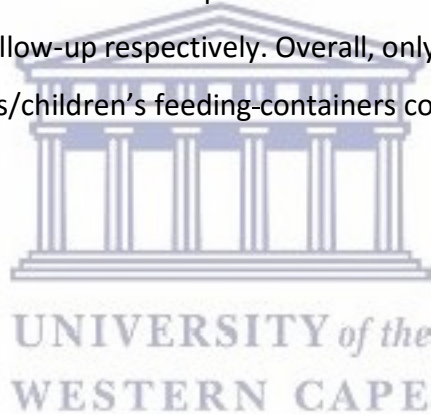 llow-up respectively. Overall, only
s/children’s feeding-containers co
UNIVERSITY of the
WESTERN CAPE